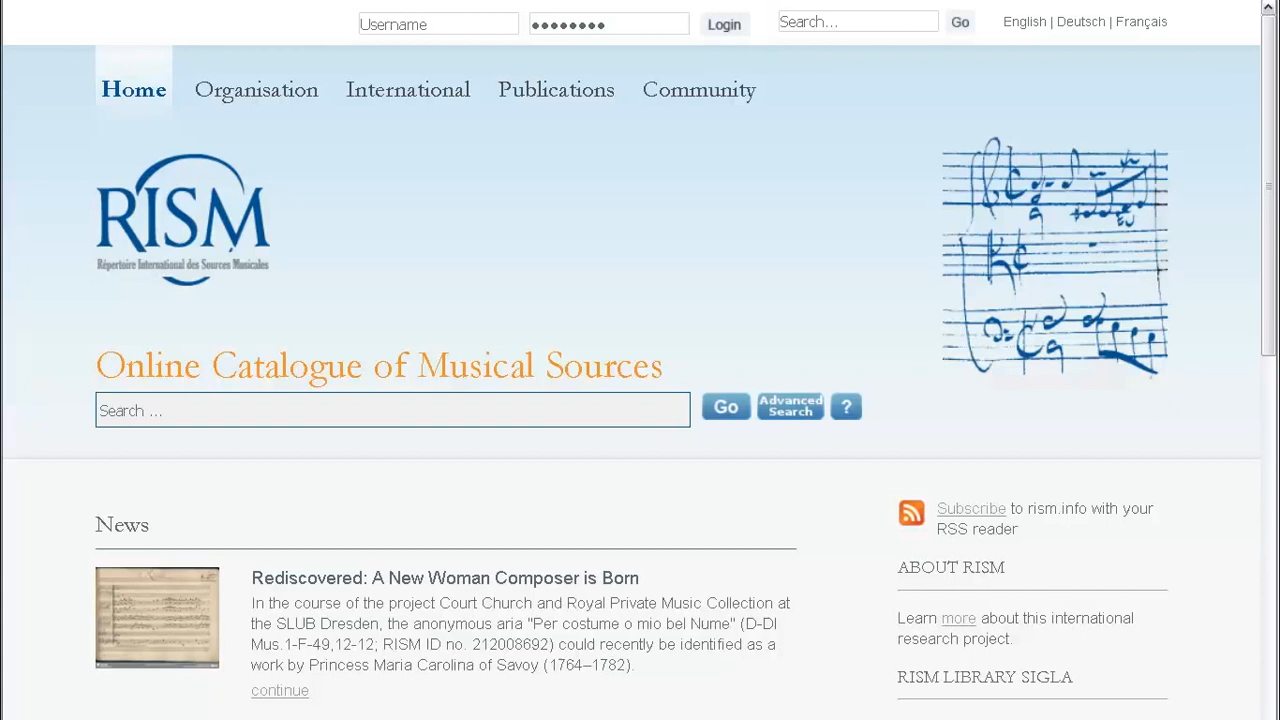 Username ●●●●●●●● Login Search... Go English | Deutsch | Français
Home Organisation International Publications Community
RISM
Répertoire International des Sources Musicales
Online Catalogue of Musical Sources
Search ... Go Advanced Search ?
News
Rediscovered: A New Woman Composer is Born
In the course of the project Court Church and Royal Private Music Collection at
the SLUB Dresden, the anonymous aria "Per costume o mio bel Nume" (D-Dl
Mus.1-F-49,12-12; RISM ID no. 212008682) could recently be identified as a
work by Princess Maria Carolina of Savoy (1764–1782).
continue
Subscribe to rism.info with your
RSS reader
ABOUT RISM
Learn more about this international
research project.
RISM LIBRARY SIGLA